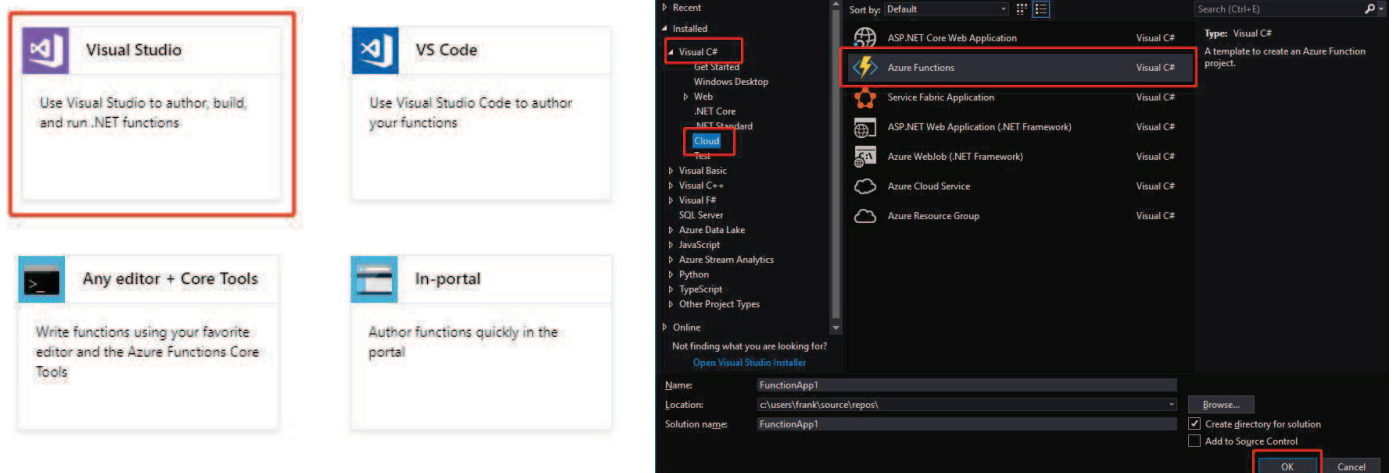 Visual Studio
Use Visual Studio to author, build,
and run .NET functions
VS Code
Use Visual Studio Code to author
your functions
Any editor + Core Tools
Write functions using your favorite
editor and the Azure Functions Core
Tools
In-portal
Author functions quickly in the
portal
Recent
Installed
Visual C#
Get Started
Windows Desktop
Web
.NET Core
.NET Standard
Cloud
Test
Visual Basic
Visual C++
Visual F#
SQL Server
Azure Data Lake
JavaScript
Azure Stream Analytics
Python
TypeScript
Other Project Types
Online
Not finding what you are looking for?
Open Visual Studio Installer
Sort by: Default
ASP.NET Core Web Application Visual C#
Azure Functions Visual C#
Service Fabric Application Visual C#
ASP.NET Web Application (.NET Framework) Visual C#
Azure WebJob (.NET Framework) Visual C#
Azure Cloud Service Visual C#
Azure Resource Group Visual C#
Search (Ctrl+E)
Type: Visual C#
A template to create an Azure Function
project.
Name: FunctionApp1
Location: c:\users\frank\source\repos\
Browse...
Solution name: FunctionApp1
Create directory for solution
Add to Source Control
OK Cancel